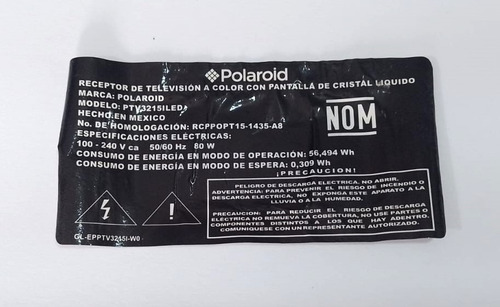 Polaroid
RECEPTOR DE TELEVISIÓN A COLOR CON PANTALLA DE CRISTAL LIQUIDO
MARCA: POLAROID
MODELO: PTV3215ILEDA
HECHO EN MEXICO
No. DE HOMOLOGACIÓN: RCPPOPT15-1435-A8
ESPECIFICACIONES ELÉCTRICAS:
100 - 240 V ca 50/60 Hz 80 W
CONSUMO DE ENERGÍA EN MODO DE OPERACIÓN: 56,494 Wh
CONSUMO DE ENERGÍA EN MODO DE ESPERA: 0,309 Wh
NOM
¡PRECAUCION!
PELIGRO DE DESCARGA ELECTRICA. NO ABRIR.
ADVERTENCIA: PARA PREVENIR EL RIESGO DE INCENDIO O
DESCARGA ELECTRICA, NO EXPONGA ESTE APARATO A LA
LLUVIA O A LA HUMEDAD.
PRECAUCION: PARA REDUCIR EL RIESGO DE DESCARGA
ELECTRICA NO REMUEVA LA COBERTURA, NO USE PARTES O
COMPONENTES DISTINTOS A LOS QUE HAY ADENTRO.
COMUNIQUESE CON UN REPRESENTANTE AUTORIZADO.
GL-EPPTV3215I-W0